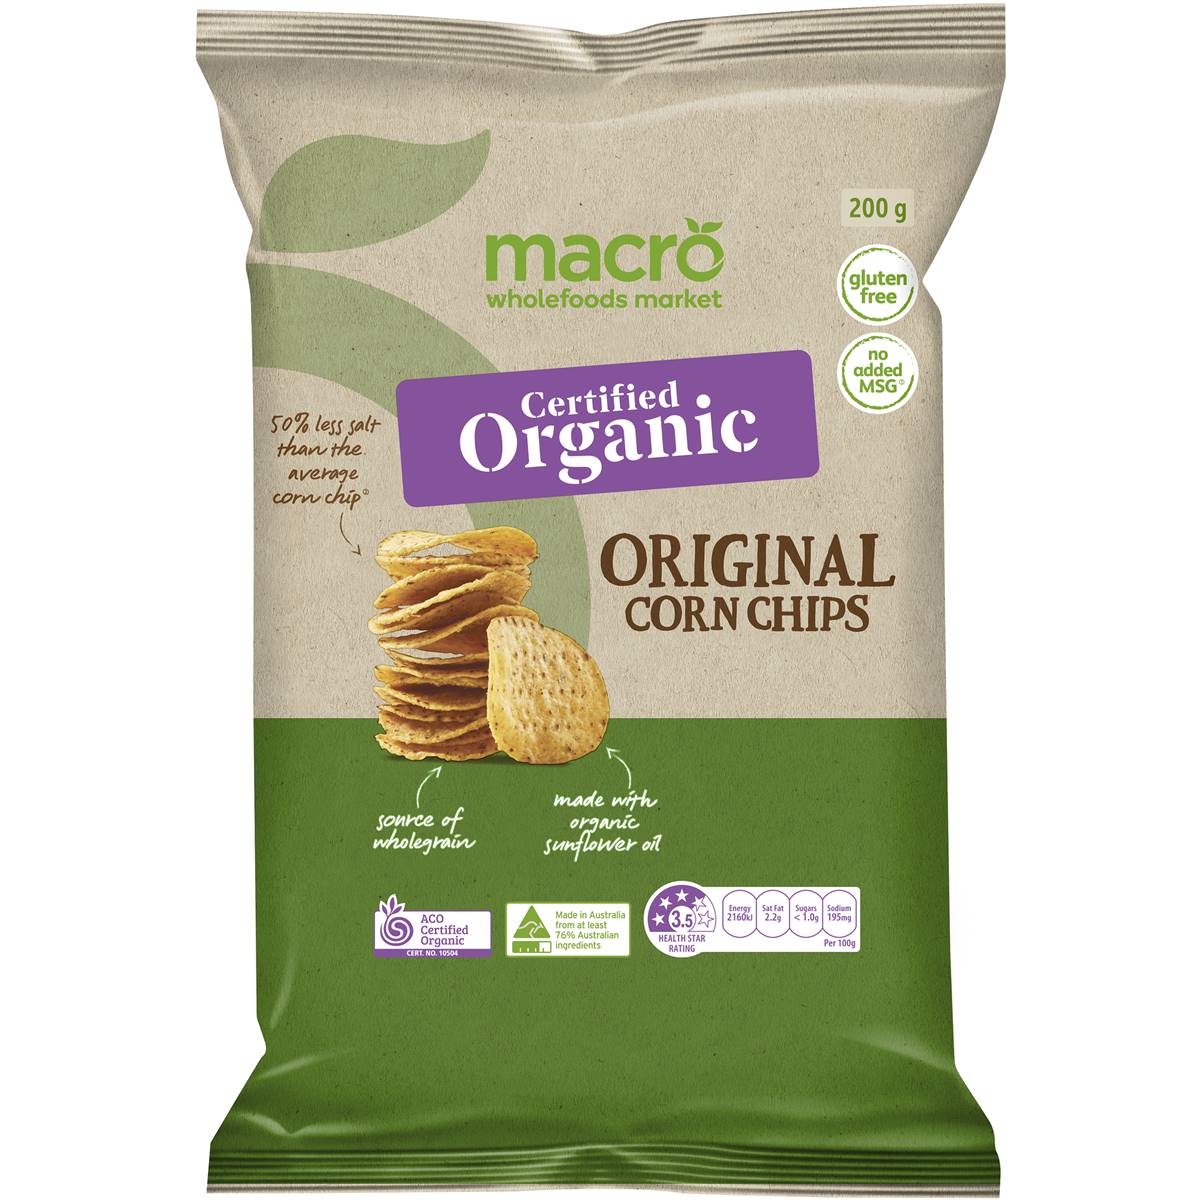 200 g
macro
wholefoods market
gluten
free
no
added
MSG®
Certified
Organic
50% less salt
than the
average
corn chip®
ORIGINAL
CORN CHIPS
source of
wholegrain
made with
organic
sunflower oil
ACO
Certified
Organic
CERT. NO. 10504
Made in Australia
from at least
76% Australian
ingredients
3.5
HEALTH STAR
RATING
Energy
2160kJ
Sat Fat
2.2g
Sugars
< 1.0g
Sodium
195mg
Per 100g